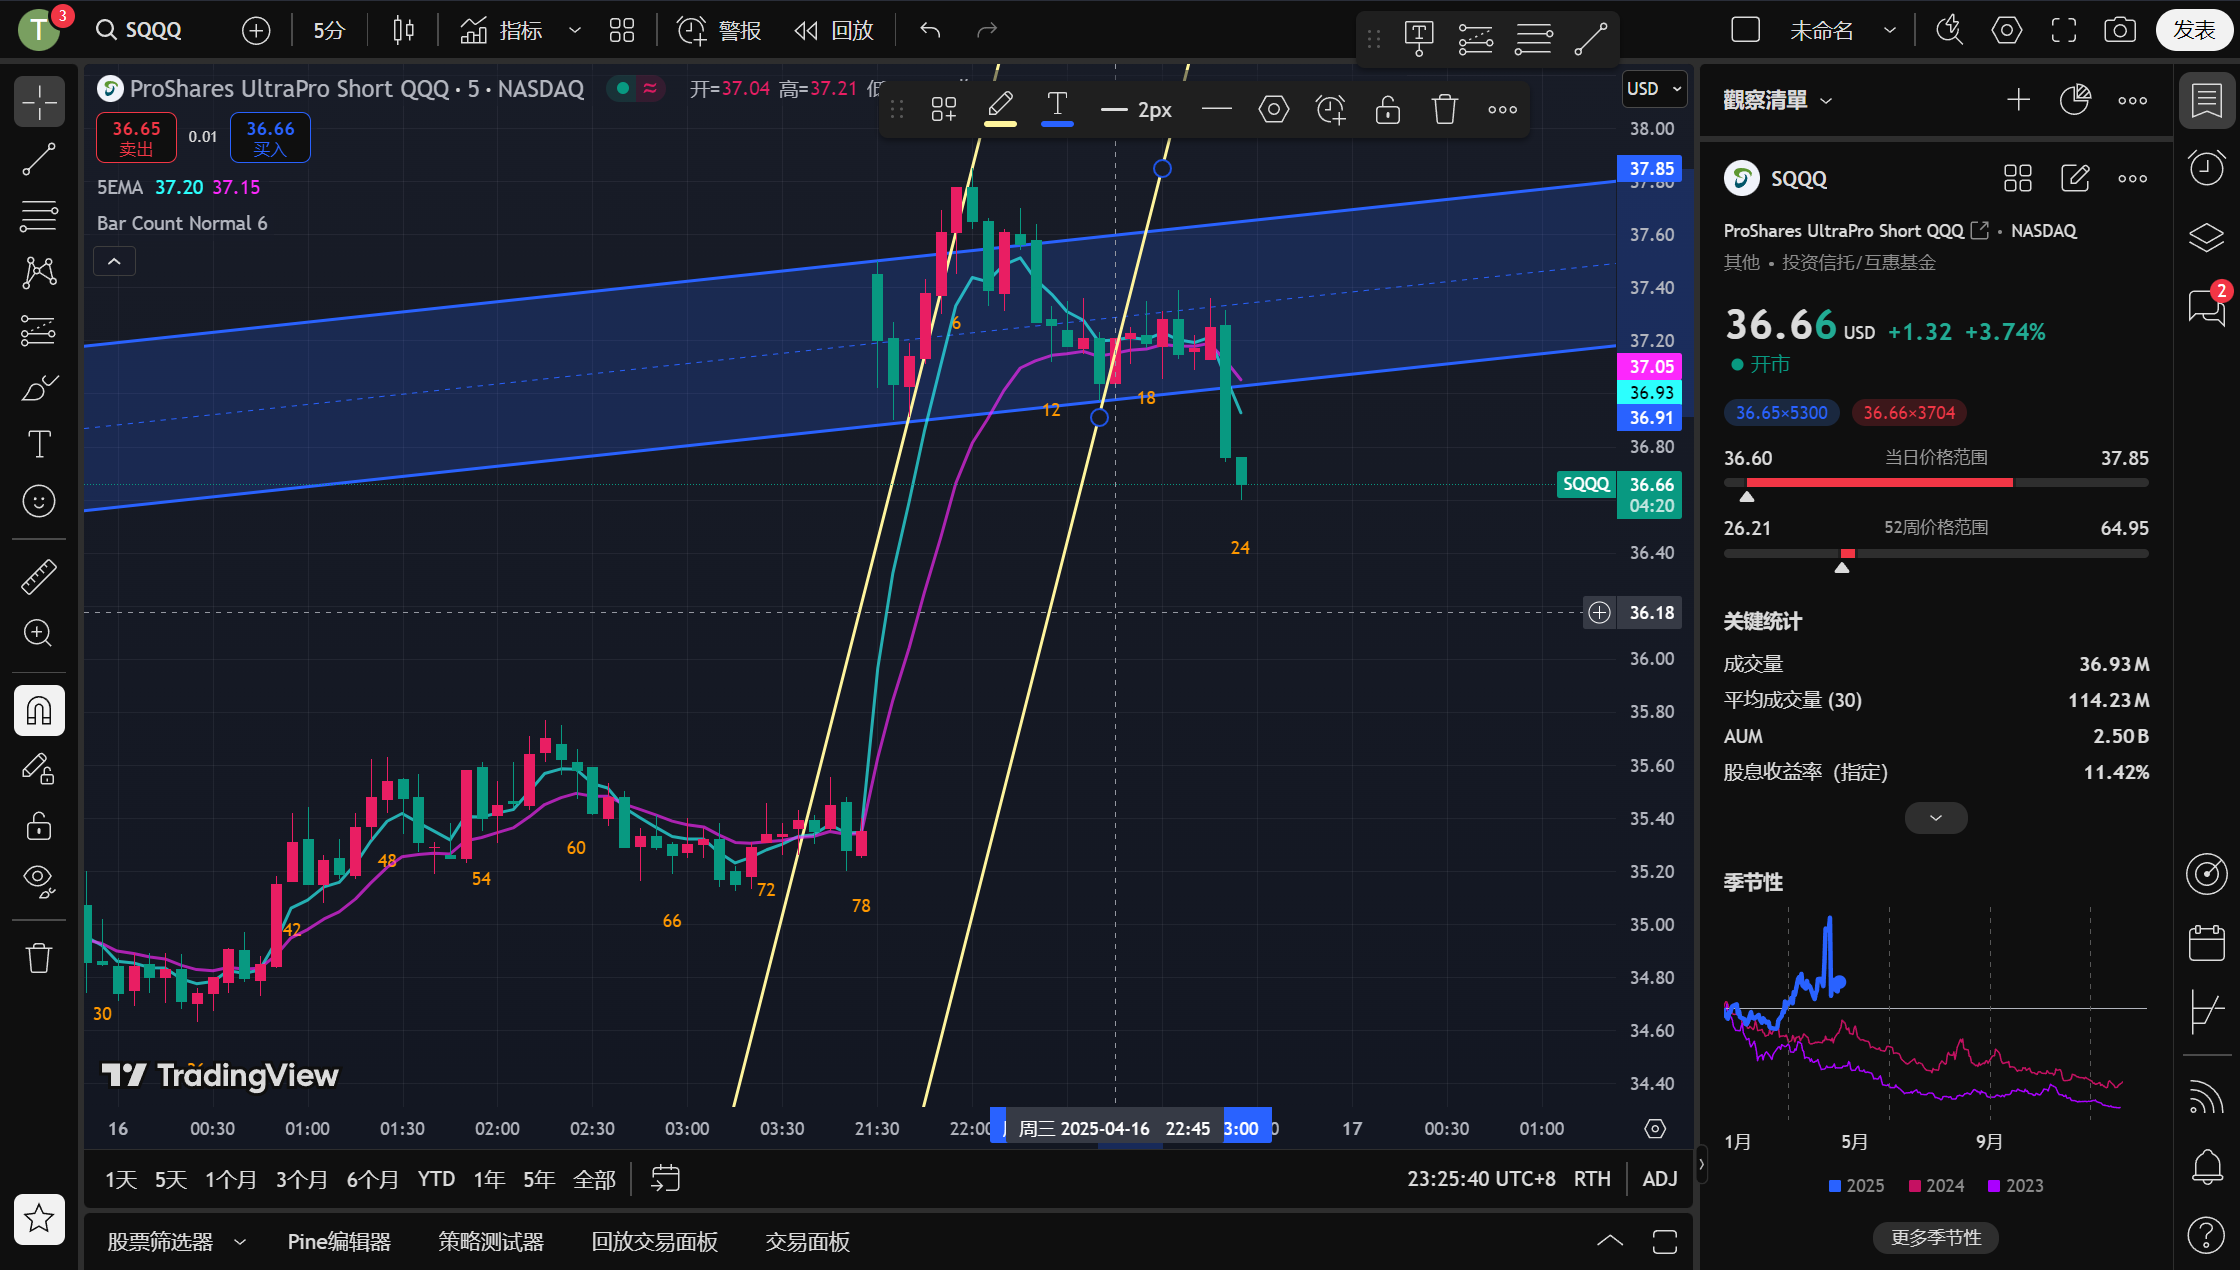 T
3
SQQQ
5分
指标
警报
回放
未命名
发表
ProShares UltraPro Short QQQ · 5 · NASDAQ
开=37.04 高=37.21
T
2px
USD
36.65
卖出
0.01
36.66
买入
5EMA 37.20 37.15
Bar Count Normal 6
38.00
37.85
37.80
37.60
37.40
37.20
37.05
36.93
36.91
36.80
SQQQ
36.66
04:20
36.40
36.18
36.00
35.80
35.60
35.40
35.20
35.00
34.80
34.60
34.40
6
12
18
24
30
42
48
54
60
66
72
78
TradingView
16
00:30
01:00
01:30
02:00
02:30
03:00
03:30
21:30
22:00
周三 2025-04-16 22:45
3:00
17
00:30
01:00
1天 5天 1个月 3个月 6个月 YTD 1年 5年 全部
23:25:40 UTC+8 RTH ADJ
股票筛选器 Pine编辑器 策略测试器 回放交易面板 交易面板
觀察清單
SQQQ
ProShares UltraPro Short QQQ • NASDAQ
其他 • 投资信托/互惠基金
36.66 USD +1.32 +3.74%
开市
36.65×5300 36.66×3704
36.60 当日价格范围 37.85
26.21 52周价格范围 64.95
关键统计
成交量 36.93M
平均成交量 (30) 114.23M
AUM 2.50B
股息收益率（指定） 11.42%
季节性
1月 5月 9月
2025 2024 2023
更多季节性
2